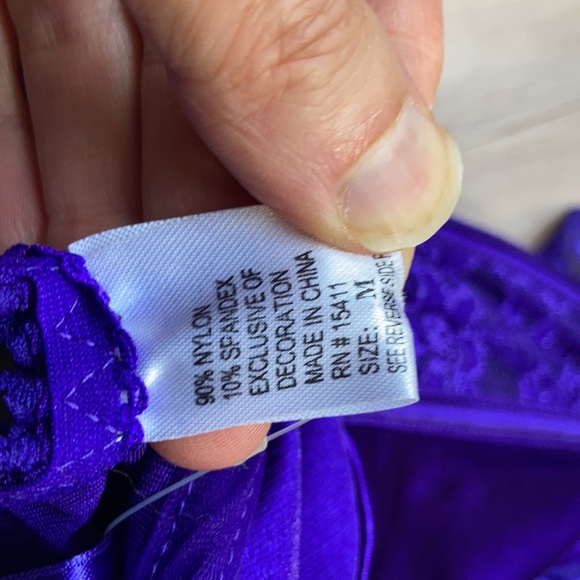 90% NYLON
10% SPANDEX
EXCLUSIVE OF
DECORATION
MADE IN CHINA
RN # 15411
SIZE: M
SEE REVERSE SIDE